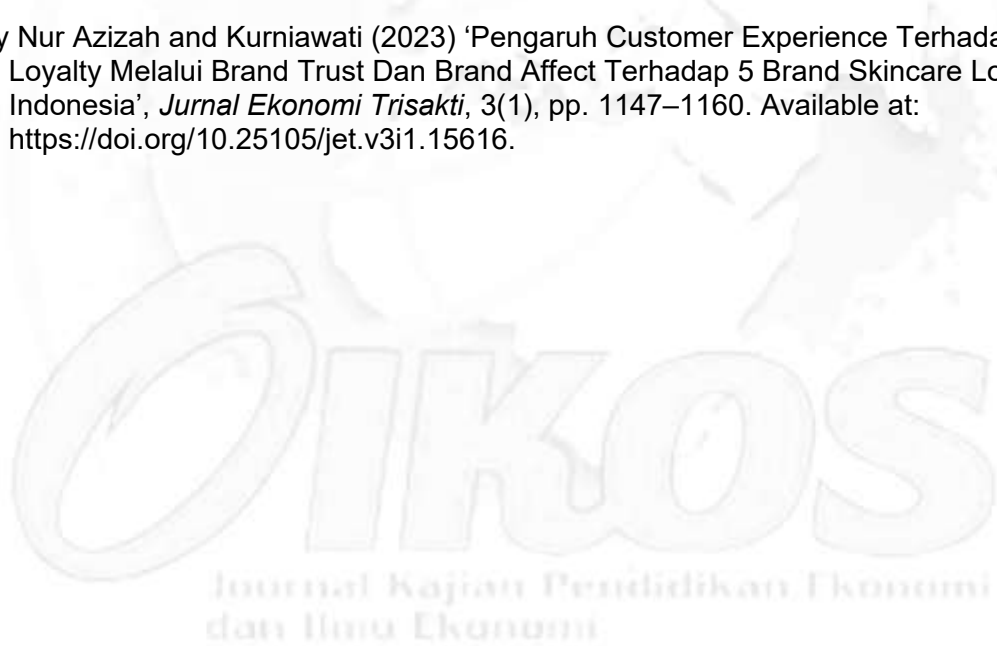 y Nur Azizah and Kurniawati (2023) ‘Pengaruh Customer Experience Terhada
Loyalty Melalui Brand Trust Dan Brand Affect Terhadap 5 Brand Skincare Lo
Indonesia’, Jurnal Ekonomi Trisakti, 3(1), pp. 1147–1160. Available at:
https://doi.org/10.25105/jet.v3i1.15616.
OIKOS
Journal Kajian Pendidikan Ekonomi
dan Ilmu Ekonomi